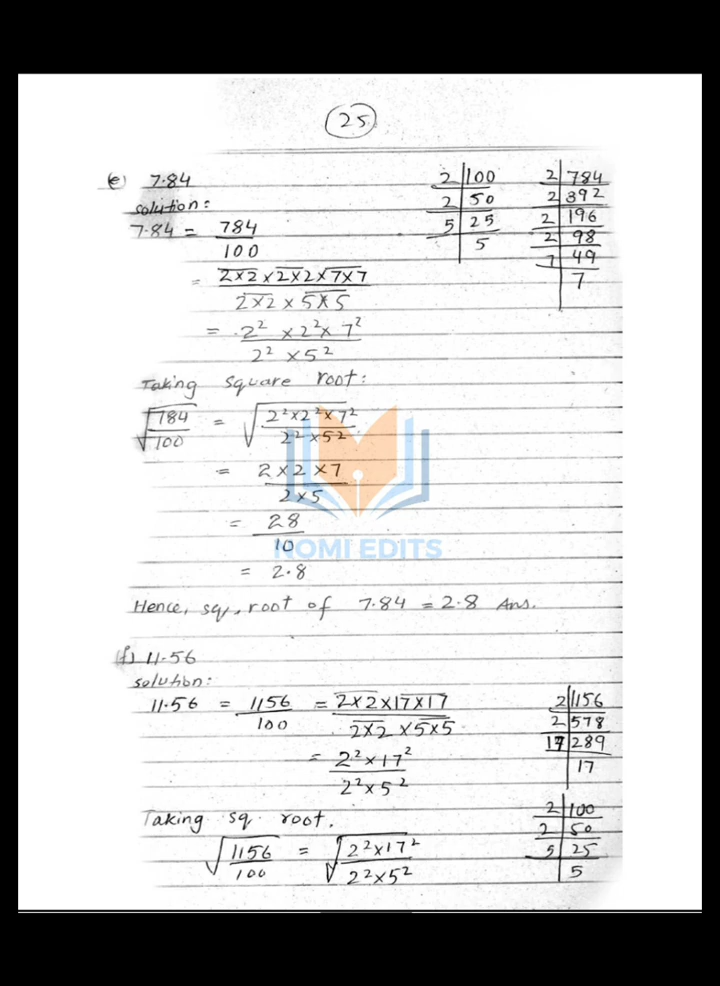 25
(e) 7.84
solution:
7.84 = 784/100
= 2×2×2×2×7×7/2×2×5×5
= 2²×2²×7²/2²×5²
2|100
2|50
5|25
5
2|784
2|392
2|196
2|98
7|49
7
Taking square root:
√784/√100 = √2²×2²×7²/2²×5²
= 2×2×7/2×5
= 28/10
= 2.8
NOMI EDITS
Hence, sq. root of 7.84 = 2.8 Ans.
(f) 11.56
solution:
11.56 = 1156/100 = 2×2×17×17/2×2×5×5
= 2²×17²/2²×5²
2|1156
2|578
17|289
17
Taking sq. root.
√1156/100 = √2²×17²/2²×5²
2|100
2|50
5|25
5